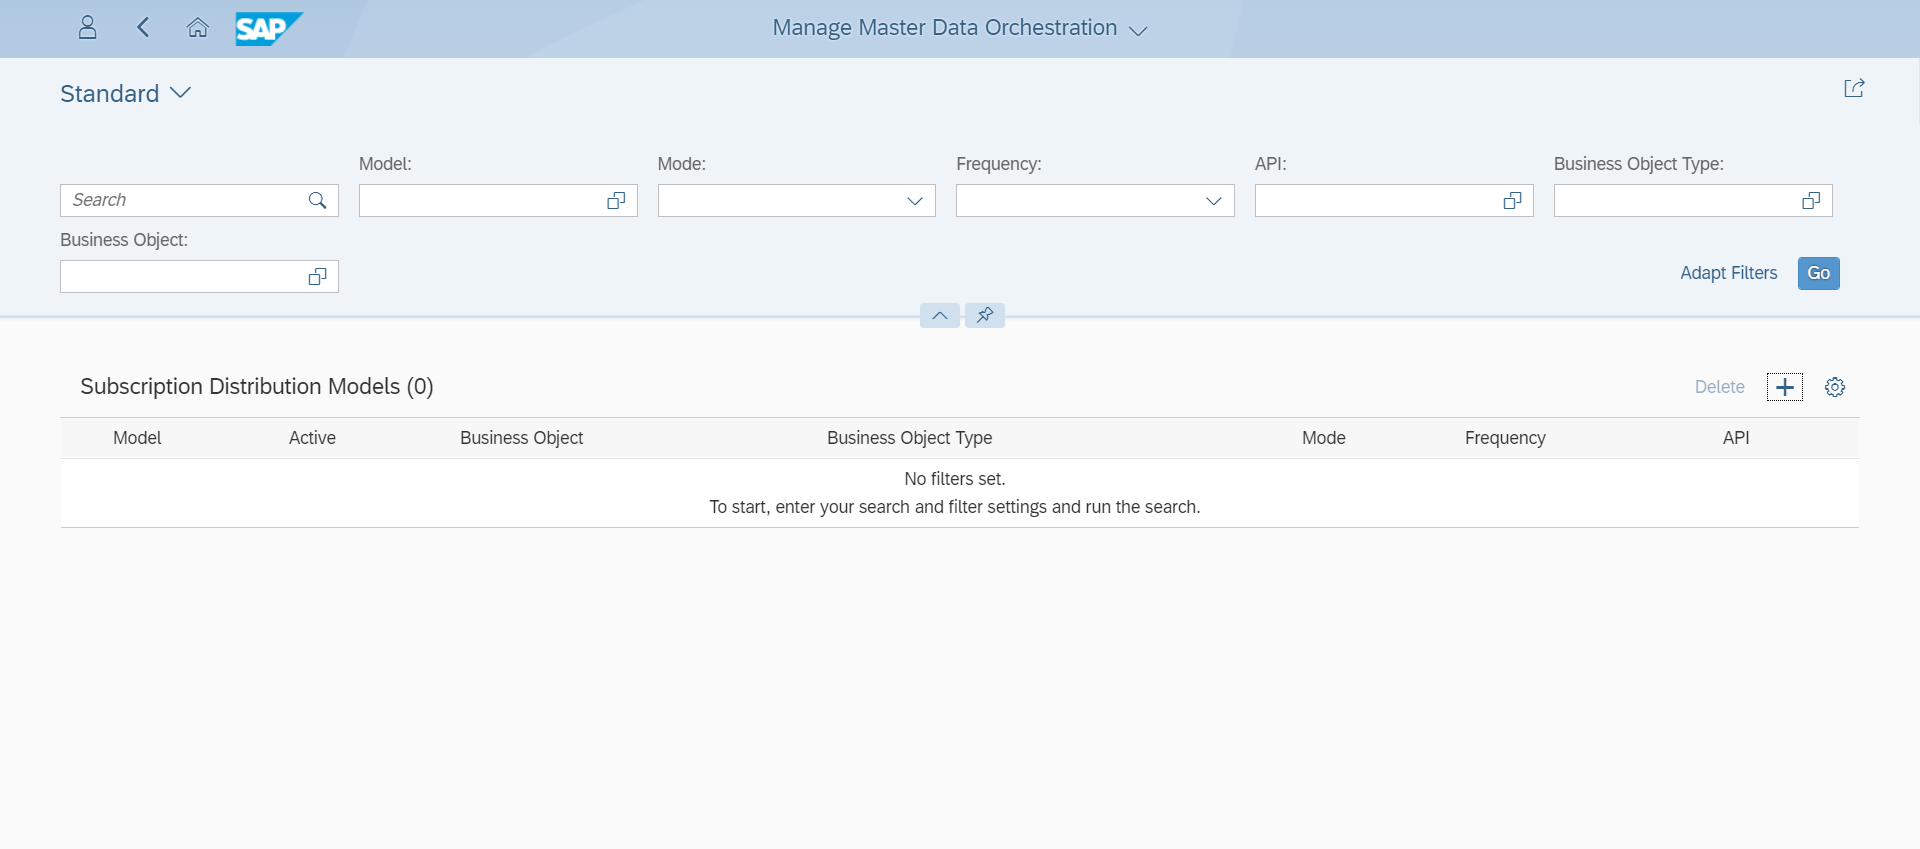 SAP
Manage Master Data Orchestration
Standard
Search
Model:
Mode:
Frequency:
API:
Business Object Type:
Business Object:
Adapt Filters
Go
Subscription Distribution Models (0)
Delete
Model Active Business Object Business Object Type Mode Frequency API
No filters set.
To start, enter your search and filter settings and run the search.